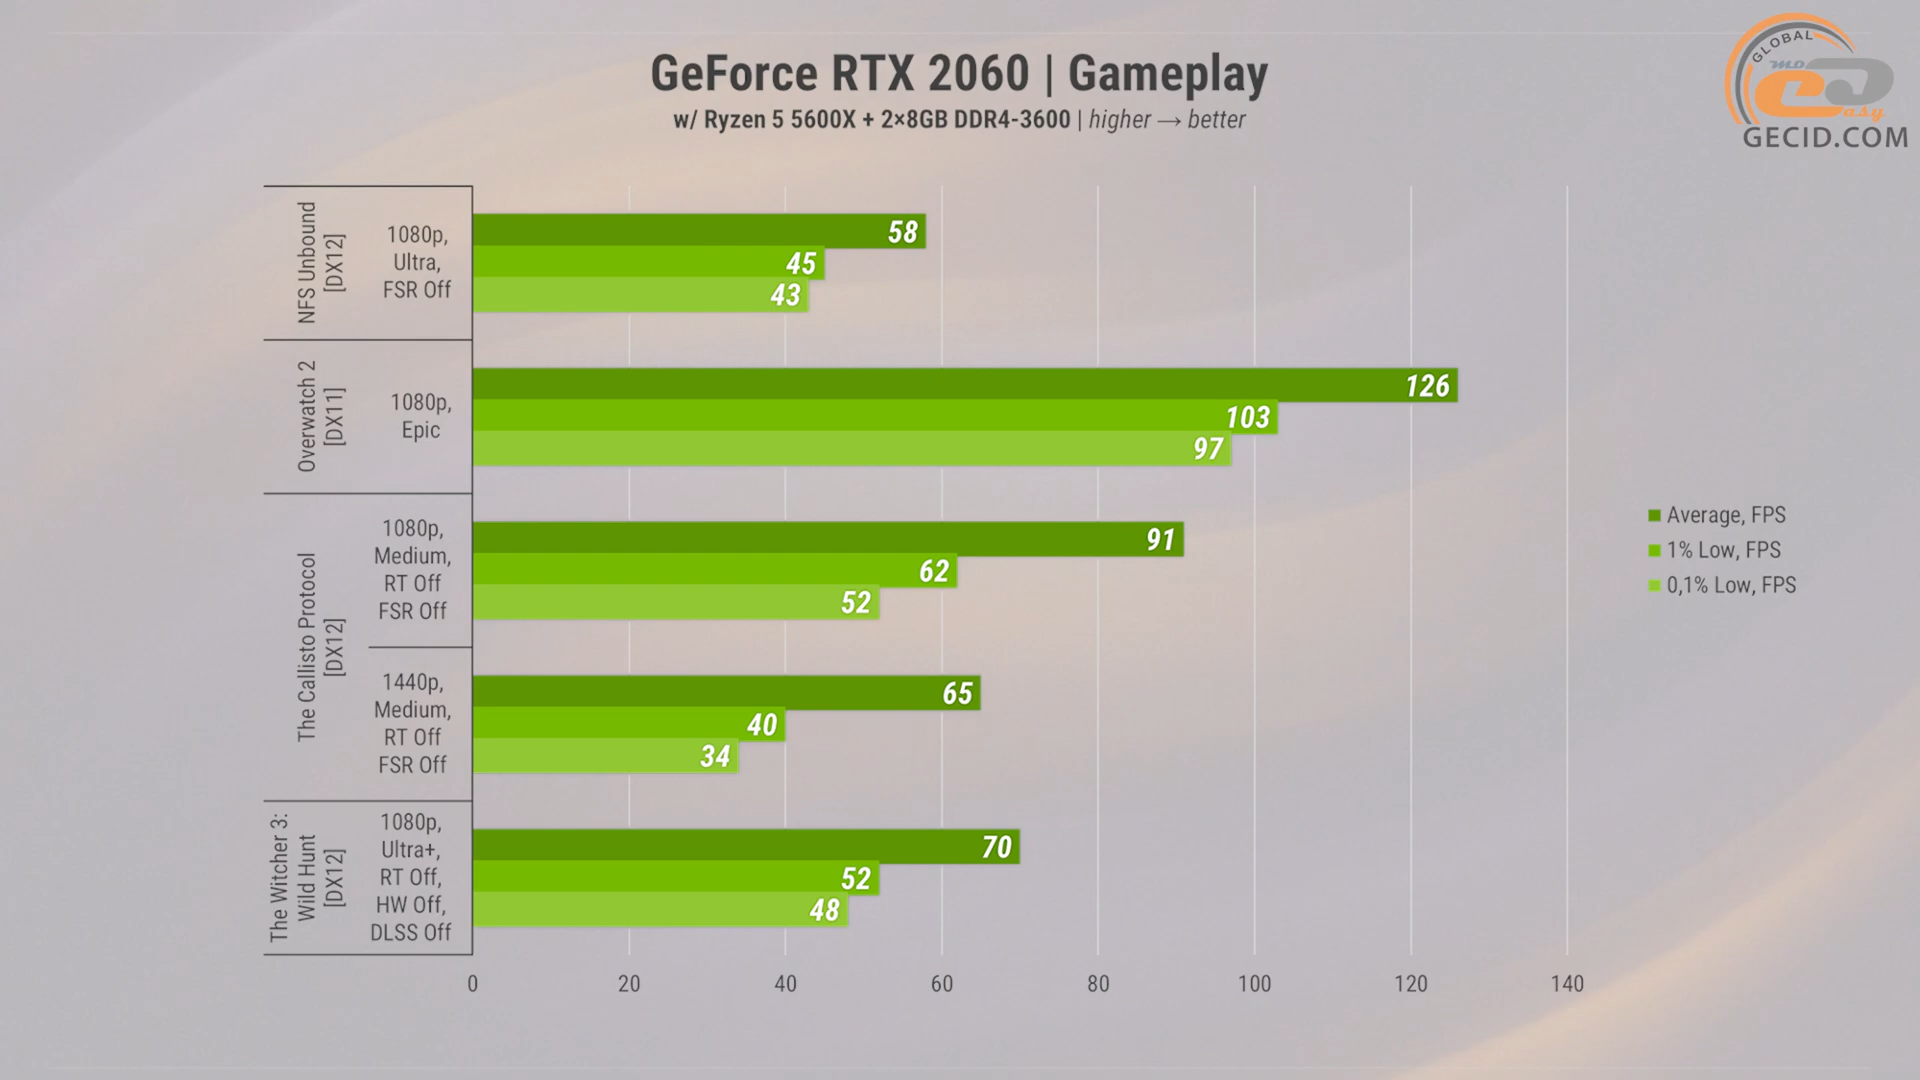 GeForce RTX 2060 | Gameplay
w/ Ryzen 5 5600X + 2×8GB DDR4-3600 | higher → better
GLOBAL
mo
easy
GECID.COM
NFS Unbound
[DX12]
1080p,
Ultra,
FSR Off
58
45
43
Overwatch 2
[DX11]
1080p,
Epic
126
103
97
The Callisto Protocol
[DX12]
1080p,
Medium,
RT Off
FSR Off
91
62
52
1440p,
Medium,
RT Off
FSR Off
65
40
34
The Witcher 3:
Wild Hunt
[DX12]
1080p,
Ultra+,
RT Off,
HW Off,
DLSS Off
70
52
48
0 20 40 60 80 100 120 140
Average, FPS
1% Low, FPS
0,1% Low, FPS